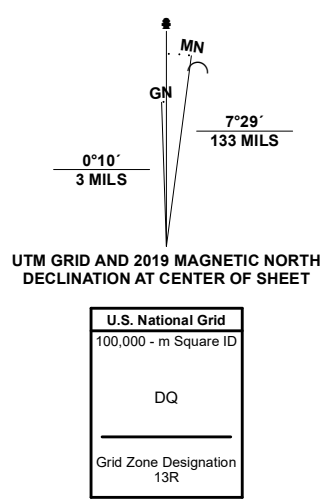 MN
GN
7°29´
133 MILS
0°10´
3 MILS
UTM GRID AND 2019 MAGNETIC NORTH
DECLINATION AT CENTER OF SHEET
U.S. National Grid
100,000 - m Square ID
DQ
Grid Zone Designation
13R